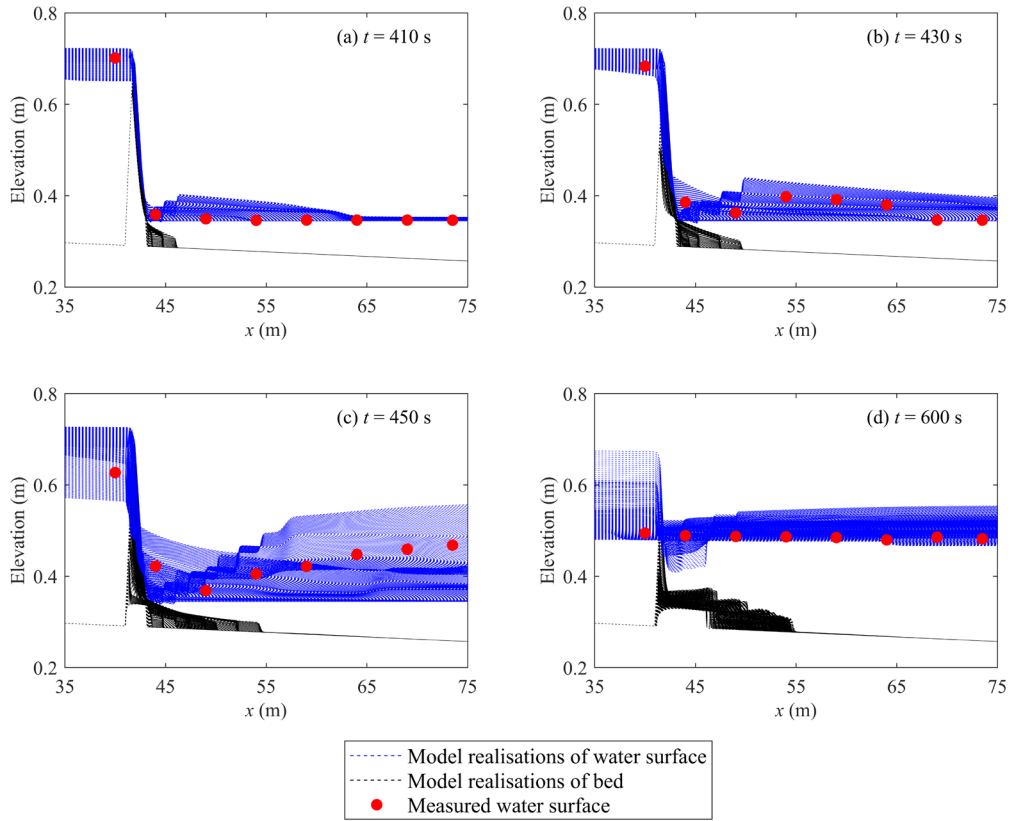 0.8
0.6
0.4
0.2
Elevation (m)
(a) t = 410 s
35 45 55 65 75
x (m)
0.8
0.6
0.4
0.2
Elevation (m)
(b) t = 430 s
35 45 55 65 75
x (m)
0.8
0.6
0.4
0.2
Elevation (m)
(c) t = 450 s
35 45 55 65 75
x (m)
0.8
0.6
0.4
0.2
Elevation (m)
(d) t = 600 s
35 45 55 65 75
x (m)
Model realisations of water surface
Model realisations of bed
Measured water surface